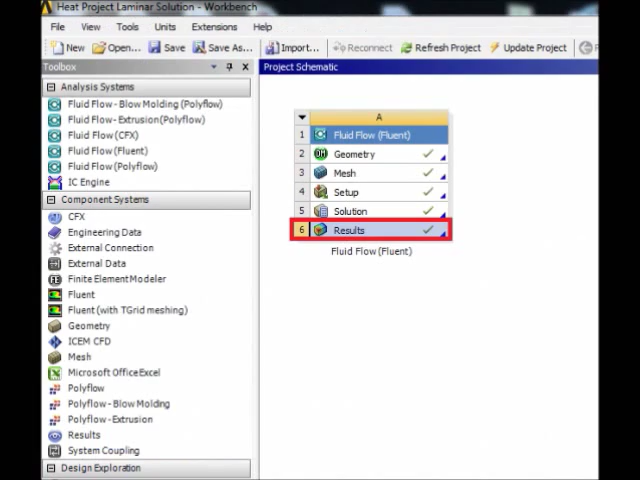 Heat Project Laminar Solution - Workbench
File View Tools Units Extensions Help
New Open... Save Save As... Import... Reconnect Refresh Project Update Project
Toolbox
Project Schematic
Analysis Systems
Fluid Flow - Blow Molding (Polyflow)
Fluid Flow - Extrusion (Polyflow)
Fluid Flow (CFX)
Fluid Flow (Fluent)
Fluid Flow (Polyflow)
IC Engine
Component Systems
CFX
Engineering Data
External Connection
External Data
Finite Element Modeler
Fluent
Fluent (with TGrid meshing)
Geometry
ICEM CFD
Mesh
Microsoft Office Excel
Polyflow
Polyflow - Blow Molding
Polyflow - Extrusion
Results
System Coupling
Design Exploration
A
1 Fluid Flow (Fluent)
2 Geometry
3 Mesh
4 Setup
5 Solution
6 Results
Fluid Flow (Fluent)